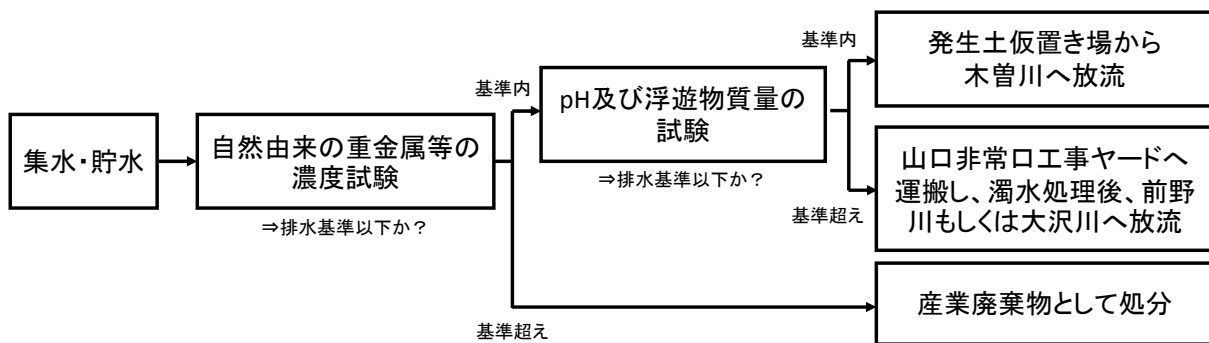 集水・貯水
自然由来の重金属等の
濃度試験
⇒排水基準以下か？
基準内
pH及び浮遊物質量の
試験
⇒排水基準以下か？
基準内
発生土仮置き場から
木曽川へ放流
基準超え
山口非常口工事ヤードへ
運搬し、濁水処理後、前野
川もしくは大沢川へ放流
基準超え
産業廃棄物として処分